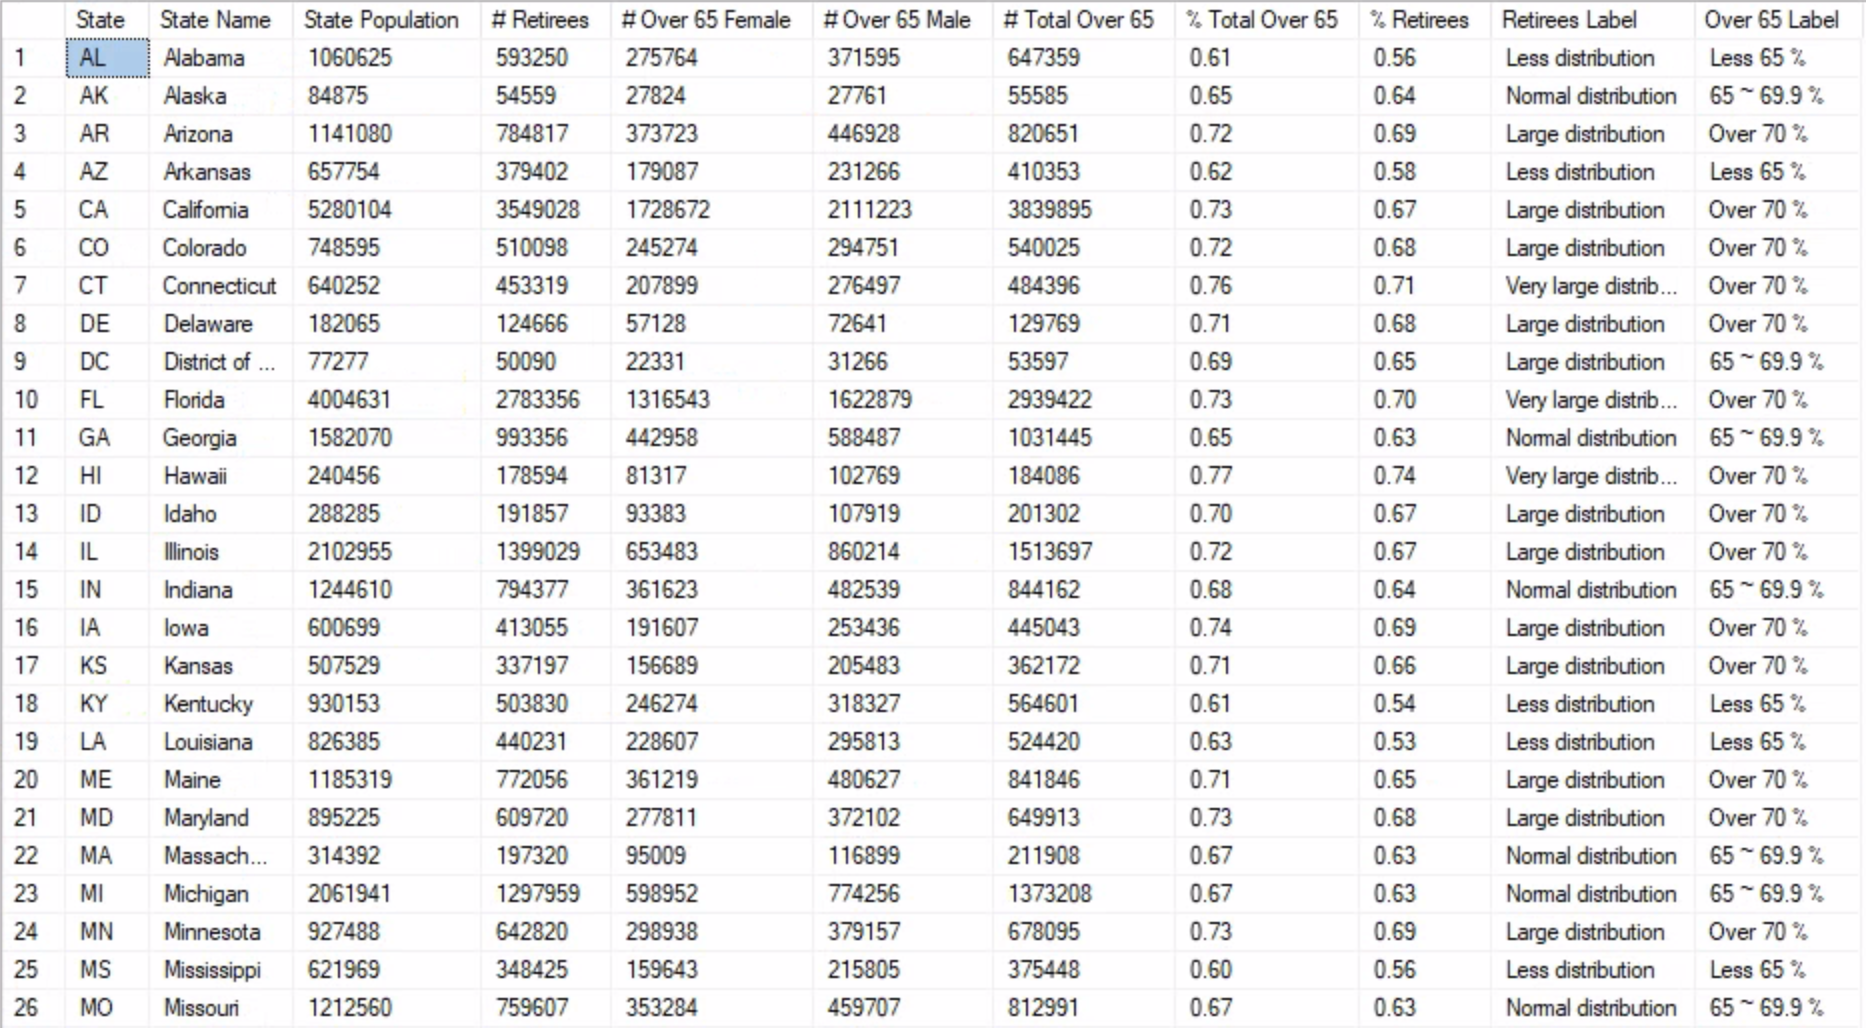 State State Name State Population # Retirees # Over 65 Female # Over 65 Male # Total Over 65 % Total Over 65 % Retirees Retirees Label Over 65 Label
1 AL Alabama 1060625 593250 275764 371595 647359 0.61 0.56 Less distribution Less 65 %
2 AK Alaska 84875 54559 27824 27761 55585 0.65 0.64 Normal distribution 65 ~ 69.9 %
3 AR Arizona 1141080 784817 373723 446928 820651 0.72 0.69 Large distribution Over 70 %
4 AZ Arkansas 657754 379402 179087 231266 410353 0.62 0.58 Less distribution Less 65 %
5 CA California 5280104 3549028 1728672 2111223 3839895 0.73 0.67 Large distribution Over 70 %
6 CO Colorado 748595 510098 245274 294751 540025 0.72 0.68 Large distribution Over 70 %
7 CT Connecticut 640252 453319 207899 276497 484396 0.76 0.71 Very large distrib... Over 70 %
8 DE Delaware 182065 124666 57128 72641 129769 0.71 0.68 Large distribution Over 70 %
9 DC District of ... 77277 50090 22331 31266 53597 0.69 0.65 Large distribution 65 ~ 69.9 %
10 FL Florida 4004631 2783356 1316543 1622879 2939422 0.73 0.70 Very large distrib... Over 70 %
11 GA Georgia 1582070 993356 442958 588487 1031445 0.65 0.63 Normal distribution 65 ~ 69.9 %
12 HI Hawaii 240456 178594 81317 102769 184086 0.77 0.74 Very large distrib... Over 70 %
13 ID Idaho 288285 191857 93383 107919 201302 0.70 0.67 Large distribution Over 70 %
14 IL Illinois 2102955 1399029 653483 860214 1513697 0.72 0.67 Large distribution Over 70 %
15 IN Indiana 1244610 794377 361623 482539 844162 0.68 0.64 Normal distribution 65 ~ 69.9 %
16 IA Iowa 600699 413055 191607 253436 445043 0.74 0.69 Large distribution Over 70 %
17 KS Kansas 507529 337197 156689 205483 362172 0.71 0.66 Large distribution Over 70 %
18 KY Kentucky 930153 503830 246274 318327 564601 0.61 0.54 Less distribution Less 65 %
19 LA Louisiana 826385 440231 228607 295813 524420 0.63 0.53 Less distribution Less 65 %
20 ME Maine 1185319 772056 361219 480627 841846 0.71 0.65 Large distribution Over 70 %
21 MD Maryland 895225 609720 277811 372102 649913 0.73 0.68 Large distribution Over 70 %
22 MA Massach... 314392 197320 95009 116899 211908 0.67 0.63 Normal distribution 65 ~ 69.9 %
23 MI Michigan 2061941 1297959 598952 774256 1373208 0.67 0.63 Normal distribution 65 ~ 69.9 %
24 MN Minnesota 927488 642820 298938 379157 678095 0.73 0.69 Large distribution Over 70 %
25 MS Mississippi 621969 348425 159643 215805 375448 0.60 0.56 Less distribution Less 65 %
26 MO Missouri 1212560 759607 353284 459707 812991 0.67 0.63 Normal distribution 65 ~ 69.9 %